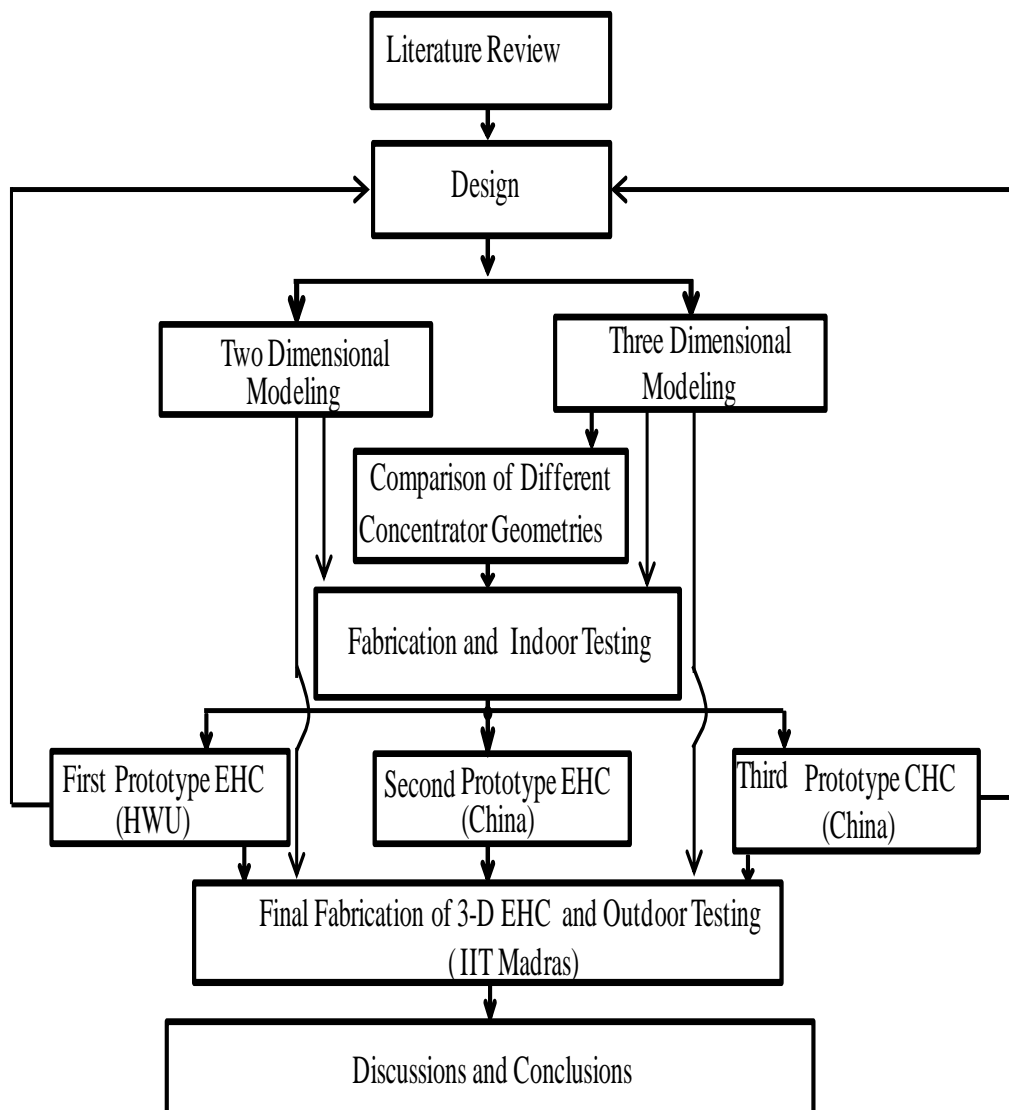 Literature Review
Design
Two Dimensional
Modeling
Three Dimensional
Modeling
Comparison of Different
Concentrator Geometries
Fabrication and Indoor Testing
First Prototype EHC
(HWU)
Second Prototype EHC
(China)
Third Prototype CHC
(China)
Final Fabrication of 3-D EHC and Outdoor Testing
( IIT Madras)
Discussions and Conclusions